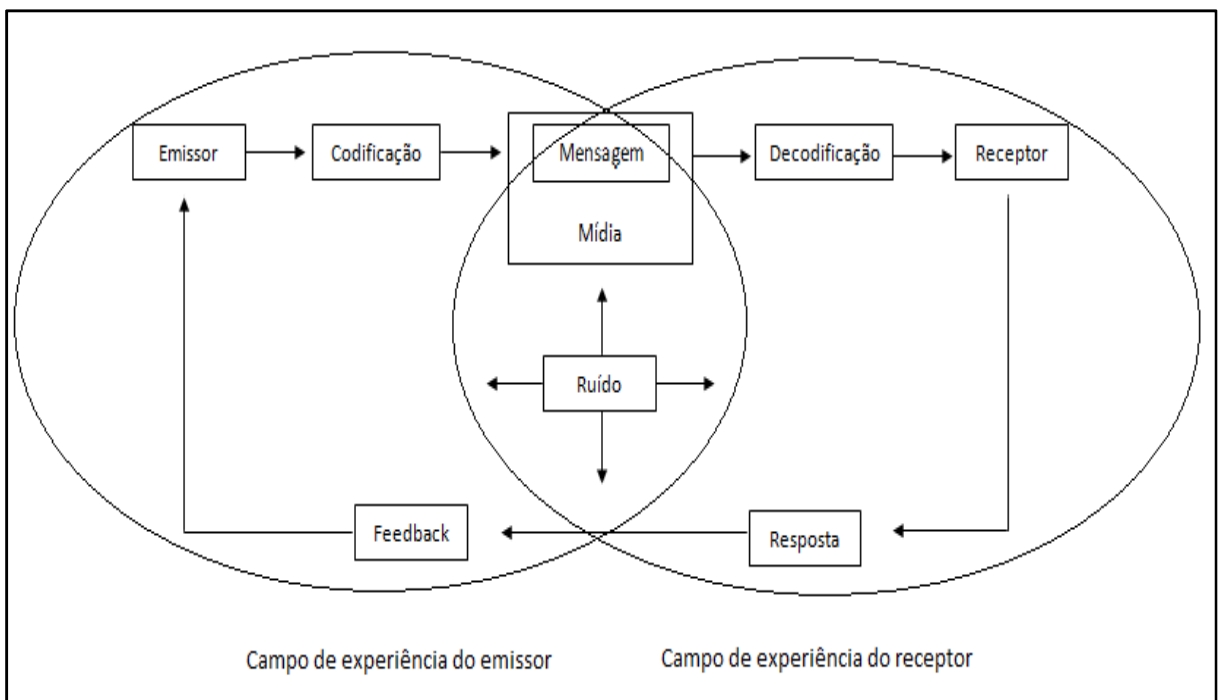 Emissor
Codificação
Mensagem
Decodificação
Receptor
Mídia
Ruído
Feedback
Resposta
Campo de experiência do emissor
Campo de experiência do receptor